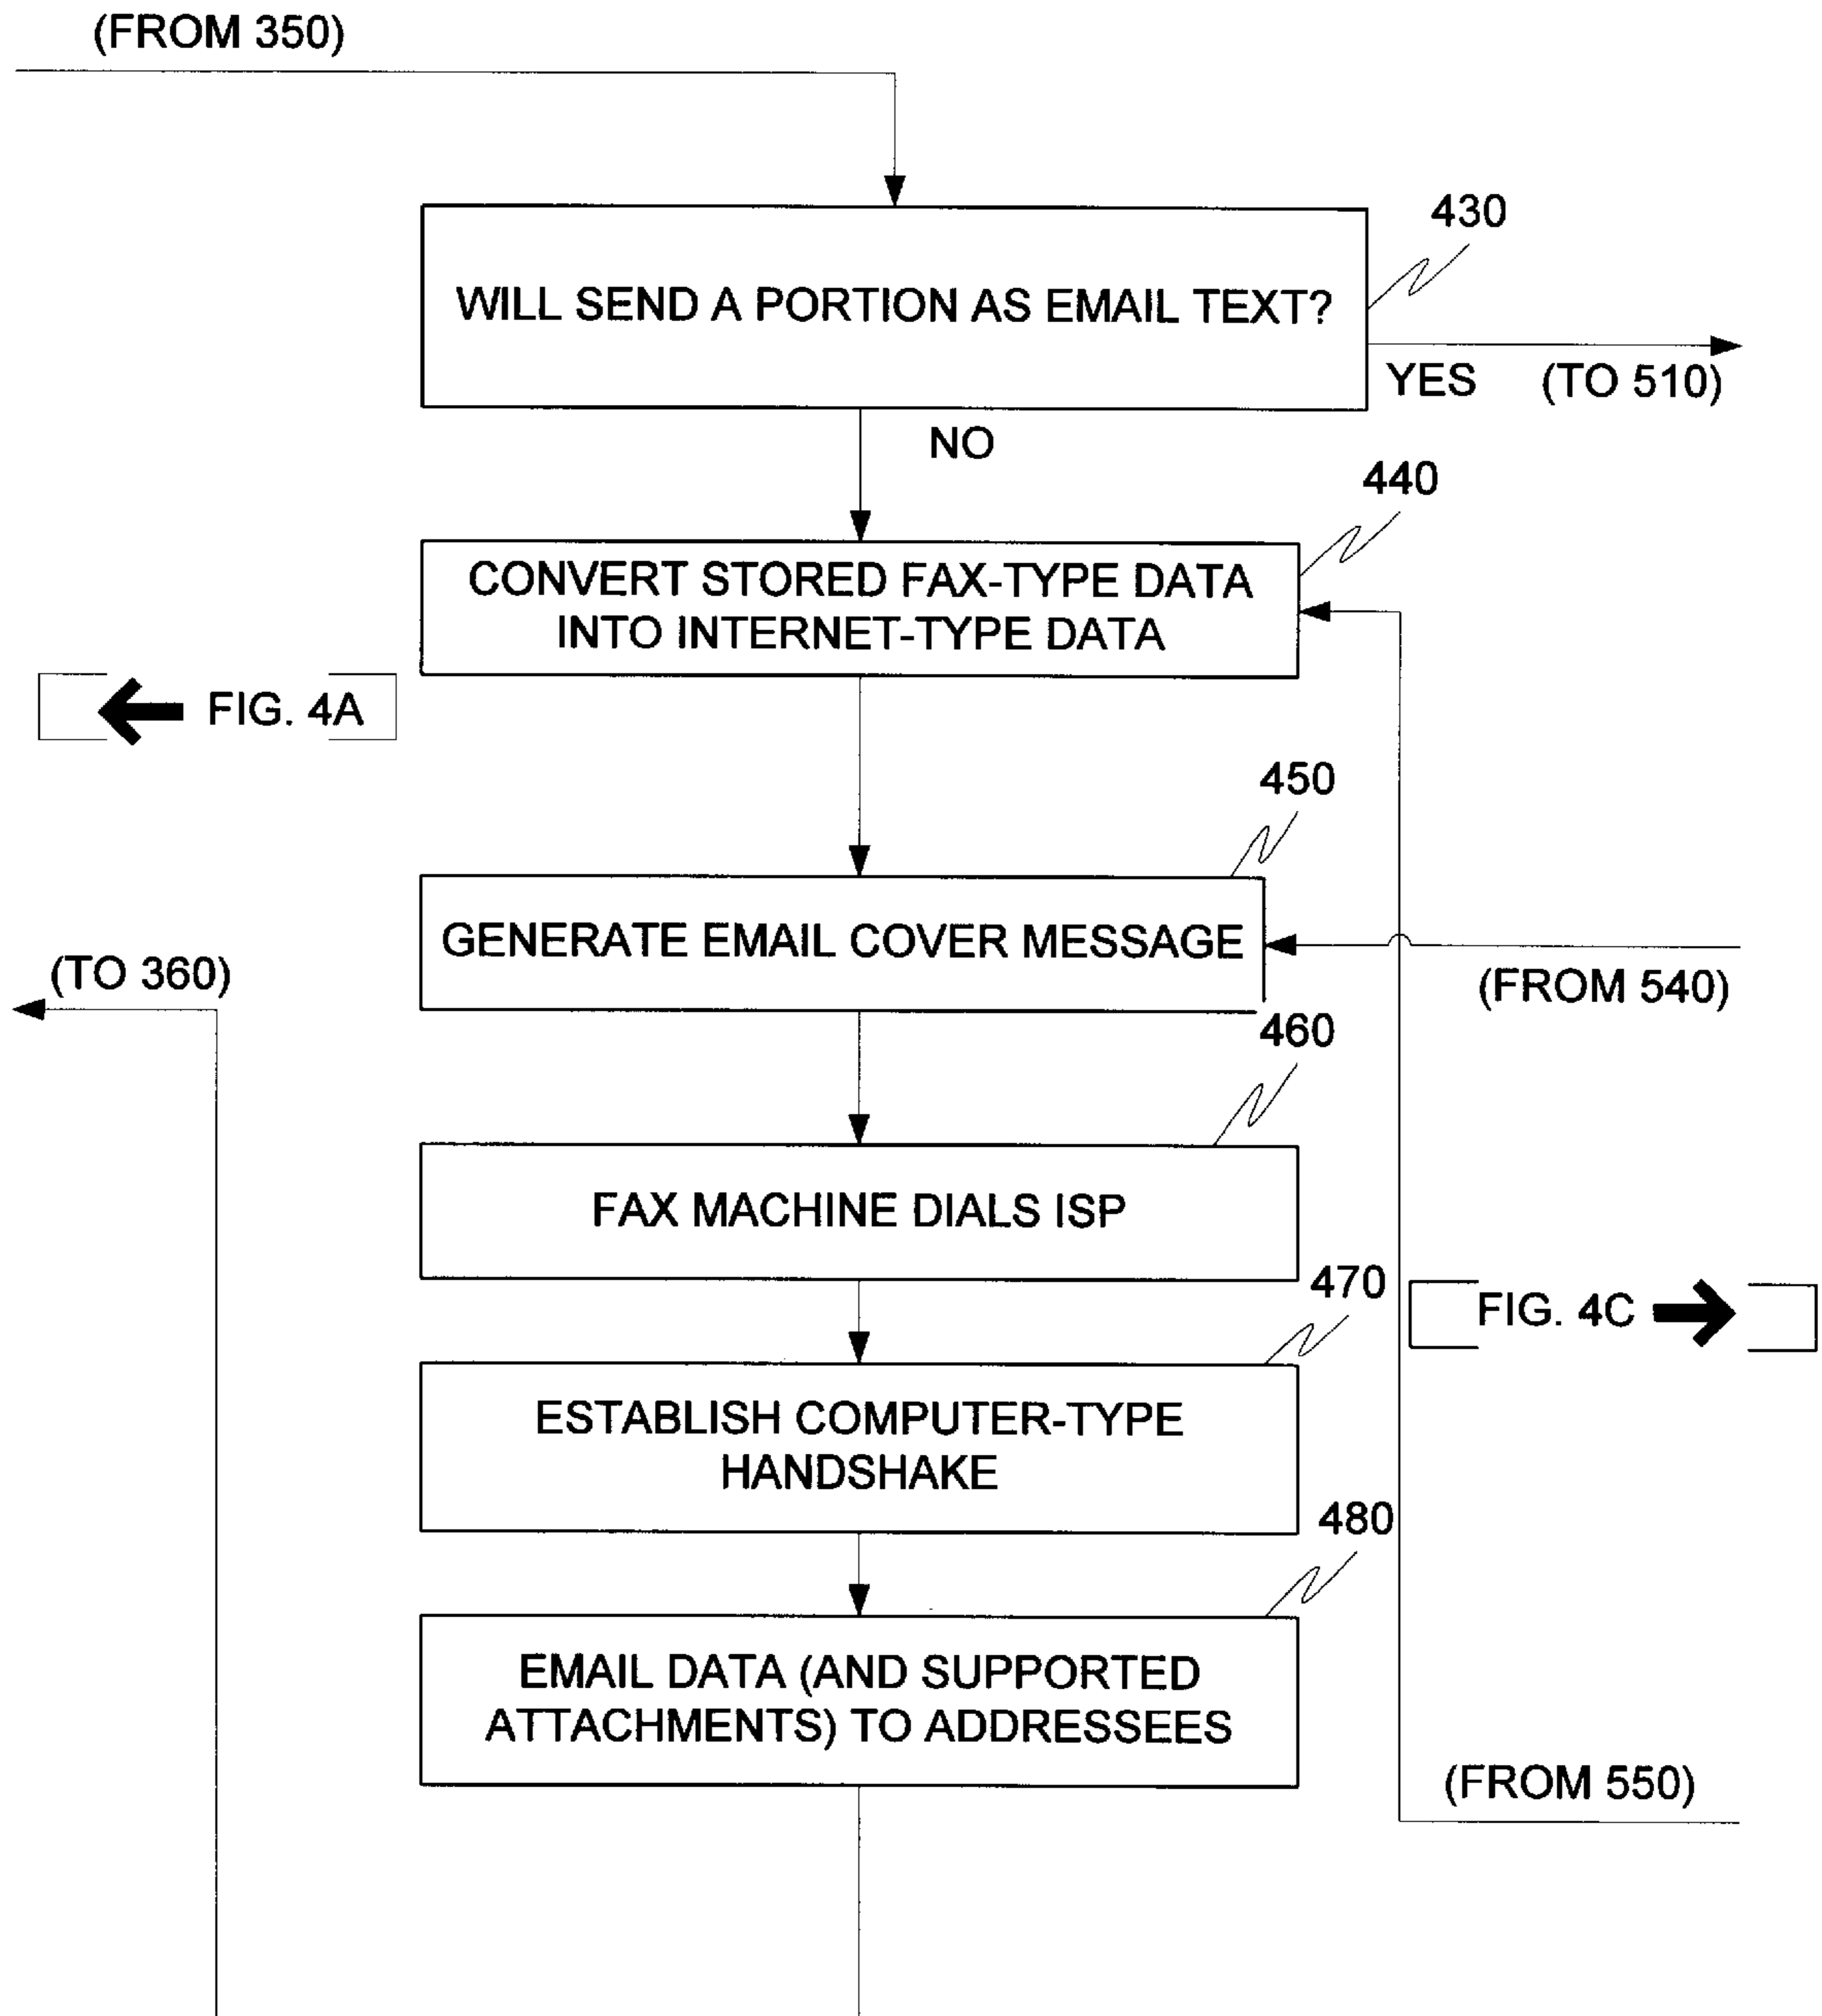 (FROM 350)
430
WILL SEND A PORTION AS EMAIL TEXT?
YES (TO 510)
NO
440
CONVERT STORED FAX-TYPE DATA
INTO INTERNET-TYPE DATA
FIG. 4A
450
GENERATE EMAIL COVER MESSAGE
(TO 360)
(FROM 540)
460
FAX MACHINE DIALS ISP
470
FIG. 4C
ESTABLISH COMPUTER-TYPE
HANDSHAKE
480
EMAIL DATA (AND SUPPORTED
ATTACHMENTS) TO ADDRESSEES
(FROM 550)